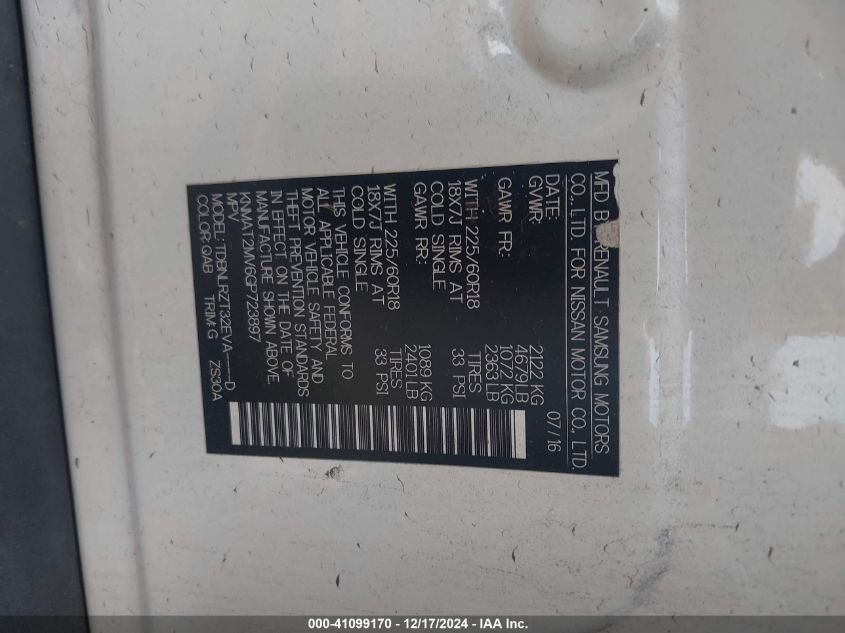 MFD BY RENAULT SAMSUNG MOTORS
CO., LTD. FOR NISSAN MOTOR CO., LTD.
DATE: 07/16
GVWR: 2122 KG
4679 LB
GAWR FR: 1072 KG
2363 LB
WITH 225/60R18 TIRES
18X7J RIMS AT 33 PSI
COLD SINGLE
GAWR RR: 1089 KG
2401 LB
WITH 225/60R18 TIRES
18X7J RIMS AT 33 PSI
COLD SINGLE
THIS VEHICLE CONFORMS TO
ALL APPLICABLE FEDERAL
MOTOR VEHICLE SAFETY AND
THEFT PREVENTION STANDARDS
IN EFFECT ON THE DATE OF
MANUFACTURE SHOWN ABOVE.
KNMAT2MV6GP723897
MPV
COLOR: QAB TRIM:G ZS30A
000-41099170 - 12/17/2024 - IAA Inc.